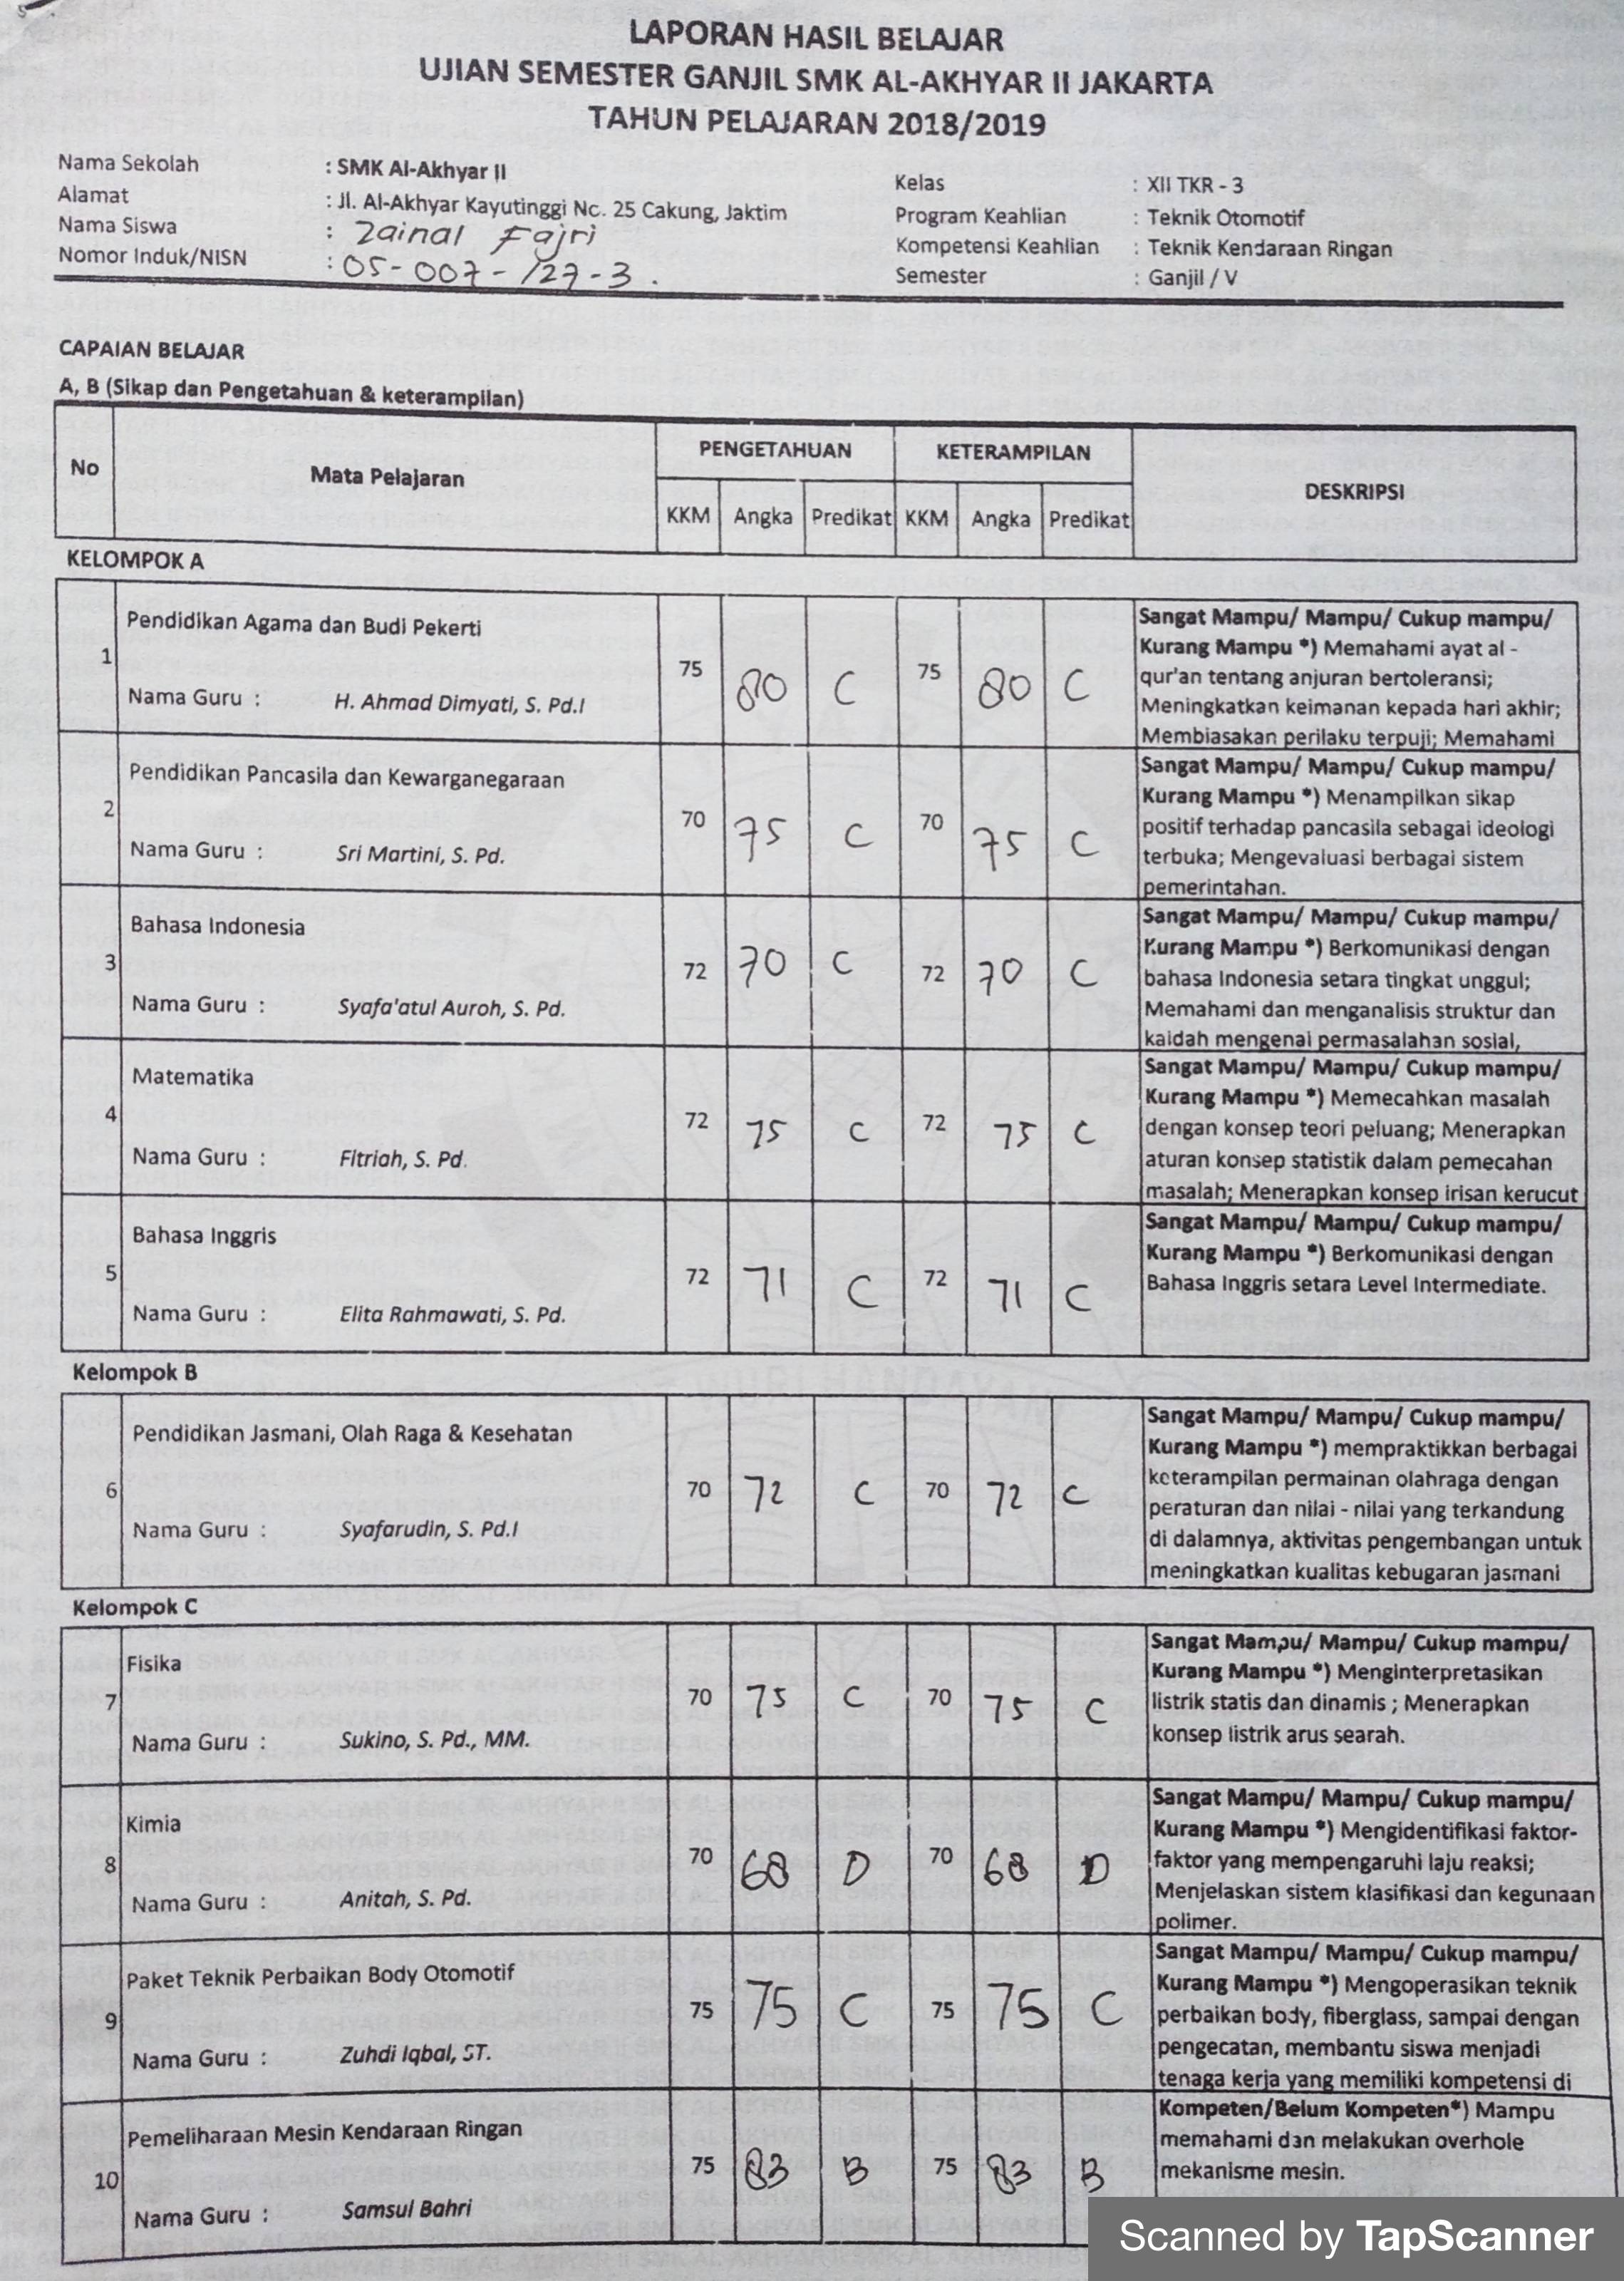 LAPORAN HASIL BELAJAR
UJIAN SEMESTER GANJIL SMK AL-AKHYAR II JAKARTA
TAHUN PELAJARAN 2018/2019
Nama Sekolah : SMK Al-Akhyar II
Alamat : Jl. Al-Akhyar Kayutinggi No. 25 Cakung, Jaktim
Nama Siswa : Zainal Fajri
Nomor Induk/NISN : 05-007-127-3.
Kelas : XII TKR - 3
Program Keahlian : Teknik Otomotif
Kompetensi Keahlian : Teknik Kendaraan Ringan
Semester : Ganjil / V
CAPAIAN BELAJAR
A, B (Sikap dan Pengetahuan & keterampilan)
No Mata Pelajaran PENGETAHUAN KETERAMPILAN DESKRIPSI
KKM Angka Predikat KKM Angka Predikat
KELOMPOK A
1 Pendidikan Agama dan Budi Pekerti
Nama Guru : H. Ahmad Dimyati, S. Pd.I
75 80 C 75 80 C
Sangat Mampu/ Mampu/ Cukup mampu/
Kurang Mampu *) Memahami ayat al -
qur'an tentang anjuran bertoleransi;
Meningkatkan keimanan kepada hari akhir;
Membiasakan perilaku terpuji; Memahami
2 Pendidikan Pancasila dan Kewarganegaraan
Nama Guru : Sri Martini, S. Pd.
70 75 C 70 75 C
Sangat Mampu/ Mampu/ Cukup mampu/
Kurang Mampu *) Menampilkan sikap
positif terhadap pancasila sebagai ideologi
terbuka; Mengevaluasi berbagai sistem
pemerintahan.
3 Bahasa Indonesia
Nama Guru : Syafa'atul Auroh, S. Pd.
72 70 C 72 70 C
Sangat Mampu/ Mampu/ Cukup mampu/
Kurang Mampu *) Berkomunikasi dengan
bahasa Indonesia setara tingkat unggul;
Memahami dan menganalisis struktur dan
kaidah mengenai permasalahan sosial,
4 Matematika
Nama Guru : Fitriah, S. Pd.
72 75 C 72 75 C
Sangat Mampu/ Mampu/ Cukup mampu/
Kurang Mampu *) Memecahkan masalah
dengan konsep teori peluang; Menerapkan
aturan konsep statistik dalam pemecahan
masalah; Menerapkan konsep irisan kerucut
5 Bahasa Inggris
Nama Guru : Elita Rahmawati, S. Pd.
72 71 C 72 71 C
Sangat Mampu/ Mampu/ Cukup mampu/
Kurang Mampu *) Berkomunikasi dengan
Bahasa Inggris setara Level Intermediate.
Kelompok B
6 Pendidikan Jasmani, Olah Raga & Kesehatan
Nama Guru : Syafarudin, S. Pd.I
70 72 C 70 72 C
Sangat Mampu/ Mampu/ Cukup mampu/
Kurang Mampu *) mempraktikkan berbagai
keterampilan permainan olahraga dengan
peraturan dan nilai - nilai yang terkandung
di dalamnya, aktivitas pengembangan untuk
meningkatkan kualitas kebugaran jasmani
Kelompok C
7 Fisika
Nama Guru : Sukino, S. Pd., MM.
70 75 C 70 75 C
Sangat Mampu/ Mampu/ Cukup mampu/
Kurang Mampu *) Menginterpretasikan
listrik statis dan dinamis ; Menerapkan
konsep listrik arus searah.
8 Kimia
Nama Guru : Anitah, S. Pd.
70 68 D 70 68 D
Sangat Mampu/ Mampu/ Cukup mampu/
Kurang Mampu *) Mengidentifikasi faktor-
faktor yang mempengaruhi laju reaksi;
Menjelaskan sistem klasifikasi dan kegunaan
polimer.
9 Paket Teknik Perbaikan Body Otomotif
Nama Guru : Zuhdi Iqbal, ST.
75 75 C 75 75 C
Sangat Mampu/ Mampu/ Cukup mampu/
Kurang Mampu *) Mengoperasikan teknik
perbaikan body, fiberglass, sampai dengan
pengecatan, membantu siswa menjadi
tenaga kerja yang memiliki kompetensi di
10 Pemeliharaan Mesin Kendaraan Ringan
Nama Guru : Samsul Bahri
75 83 B 75 83 B
Kompeten/Belum Kompeten*) Mampu
memahami dan melakukan overhole
mekanisme mesin.
Scanned by TapScanner